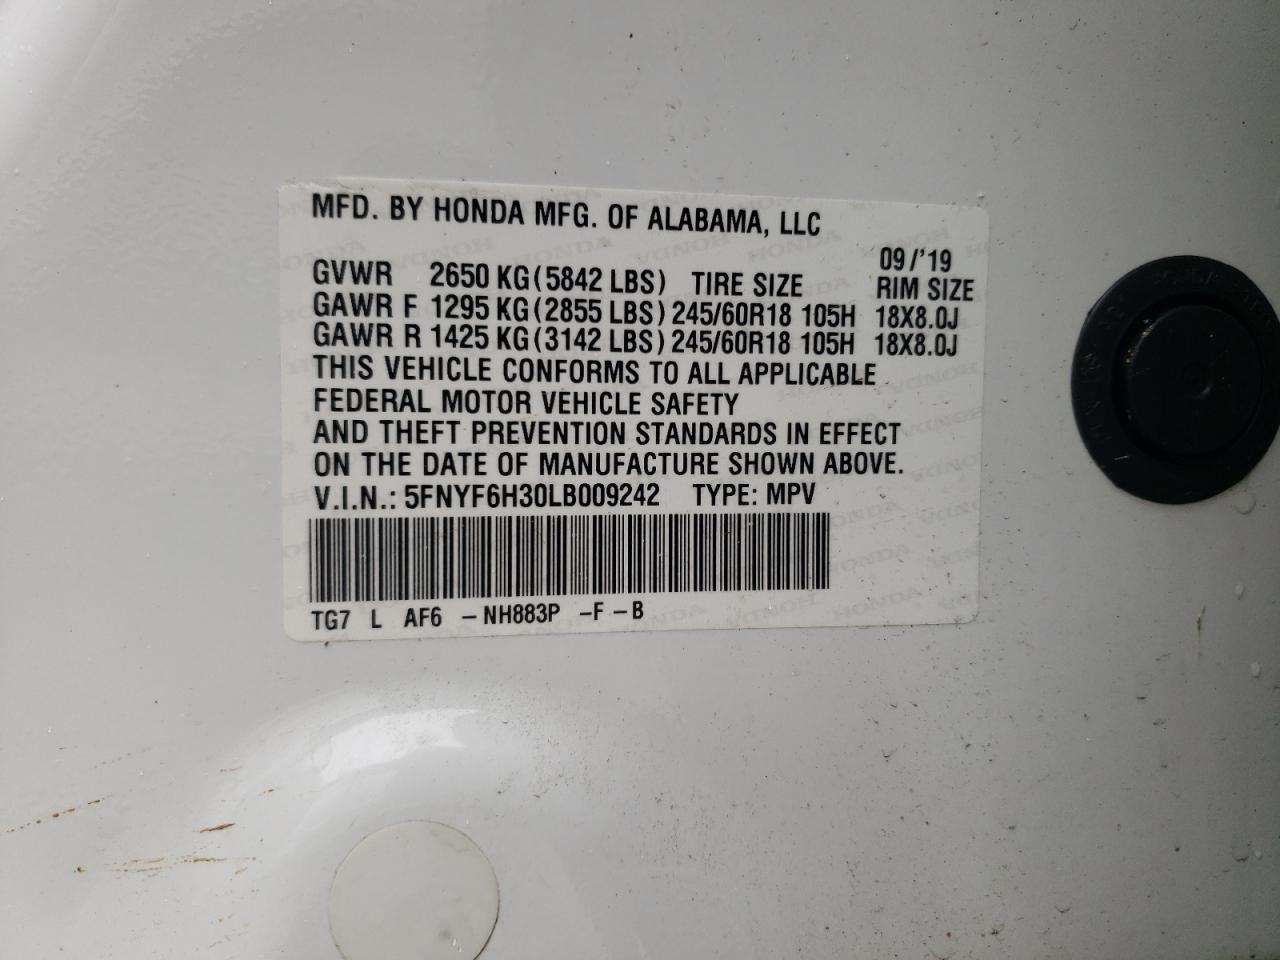 MFD. BY HONDA MFG. OF ALABAMA, LLC
09/'19
GVWR 2650 KG(5842 LBS) TIRE SIZE RIM SIZE
GAWR F 1295 KG(2855 LBS) 245/60R18 105H 18X8.0J
GAWR R 1425 KG(3142 LBS) 245/60R18 105H 18X8.0J
THIS VEHICLE CONFORMS TO ALL APPLICABLE
FEDERAL MOTOR VEHICLE SAFETY
AND THEFT PREVENTION STANDARDS IN EFFECT
ON THE DATE OF MANUFACTURE SHOWN ABOVE.
V.I.N.: 5FNYF6H30LB009242 TYPE: MPV
TG7 L AF6 -NH883P -F-B